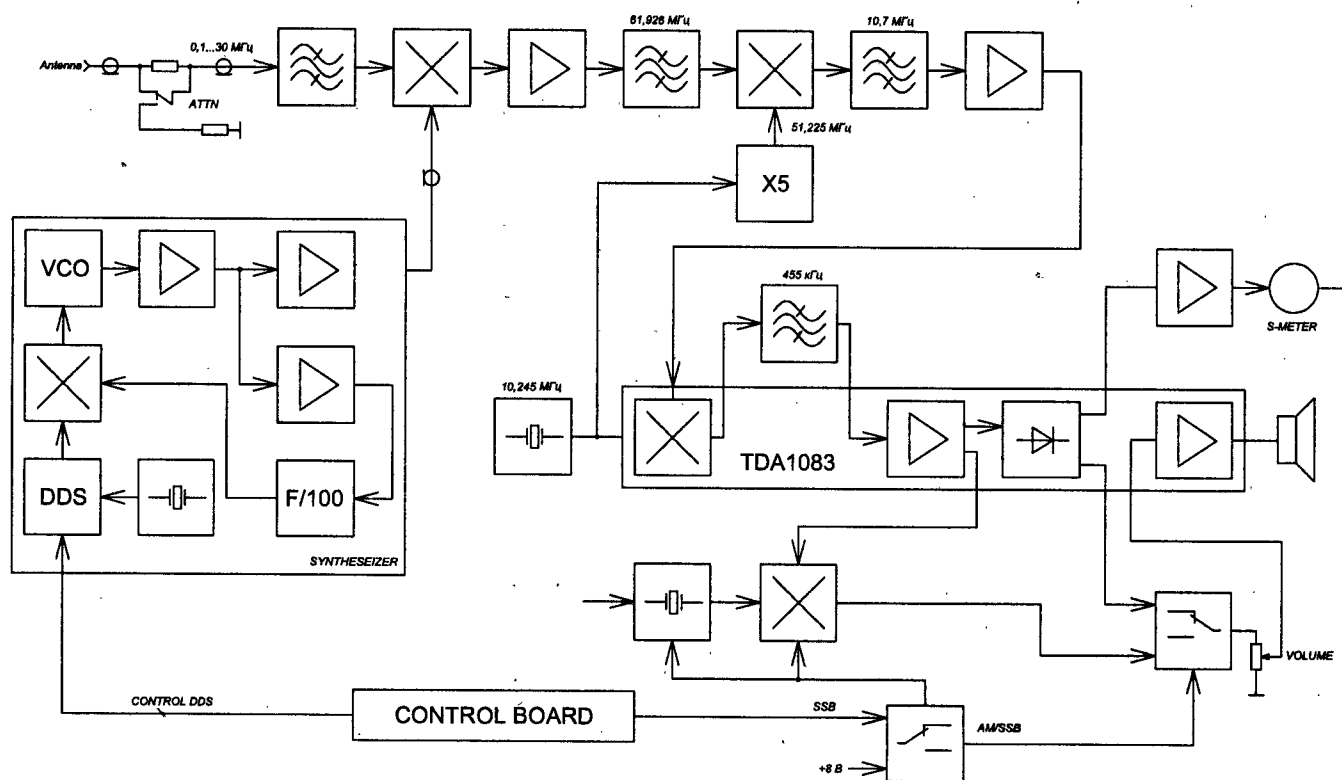 61,926 МГц
10,7 МГц
0,1...30 МГц
Antenna
ATTN
51,225 МГц
X5
VCO
455 кГц
S-METER
10,245 МГц
TDA1083
DDS
F/100
SYNTHESEIZER
VOLUME
CONTROL DDS
CONTROL BOARD
SSB
AM/SSB
+8 В